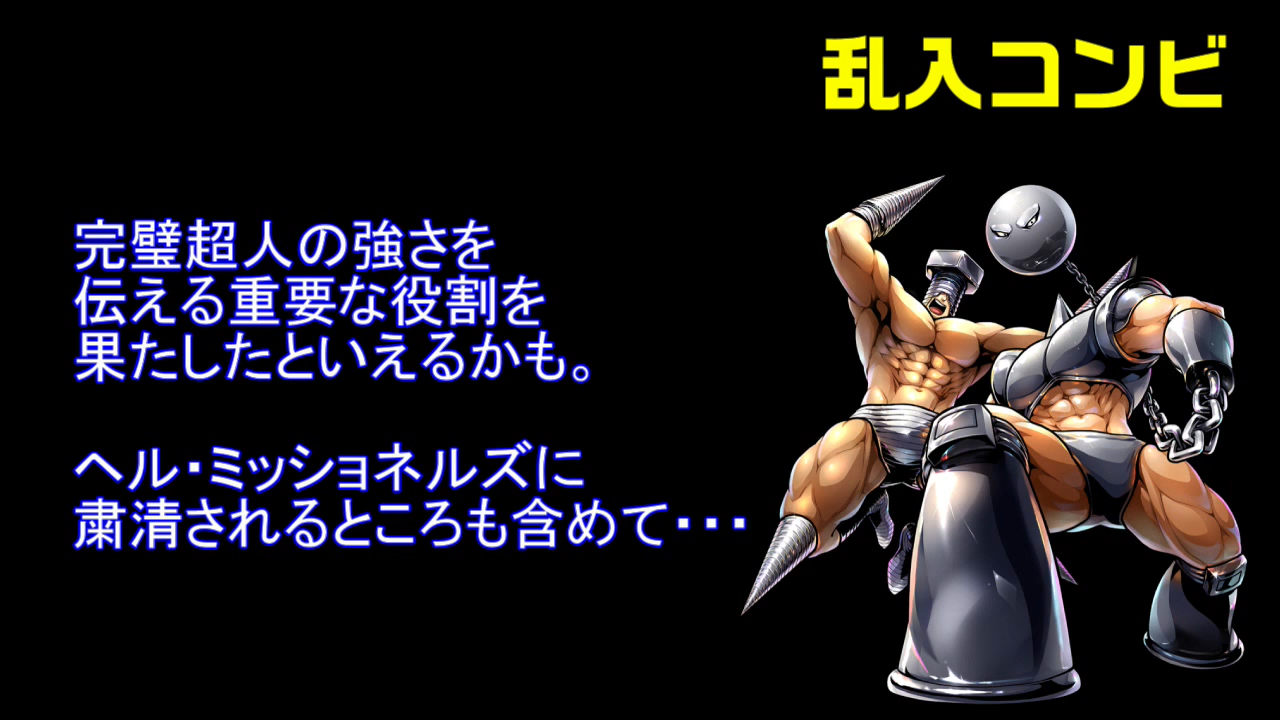 乱入コンビ
完璧超人の強さを
伝える重要な役割を
果たしたといえるかも。
ヘル・ミッショネルズに
粛清されるところも含めて・・・